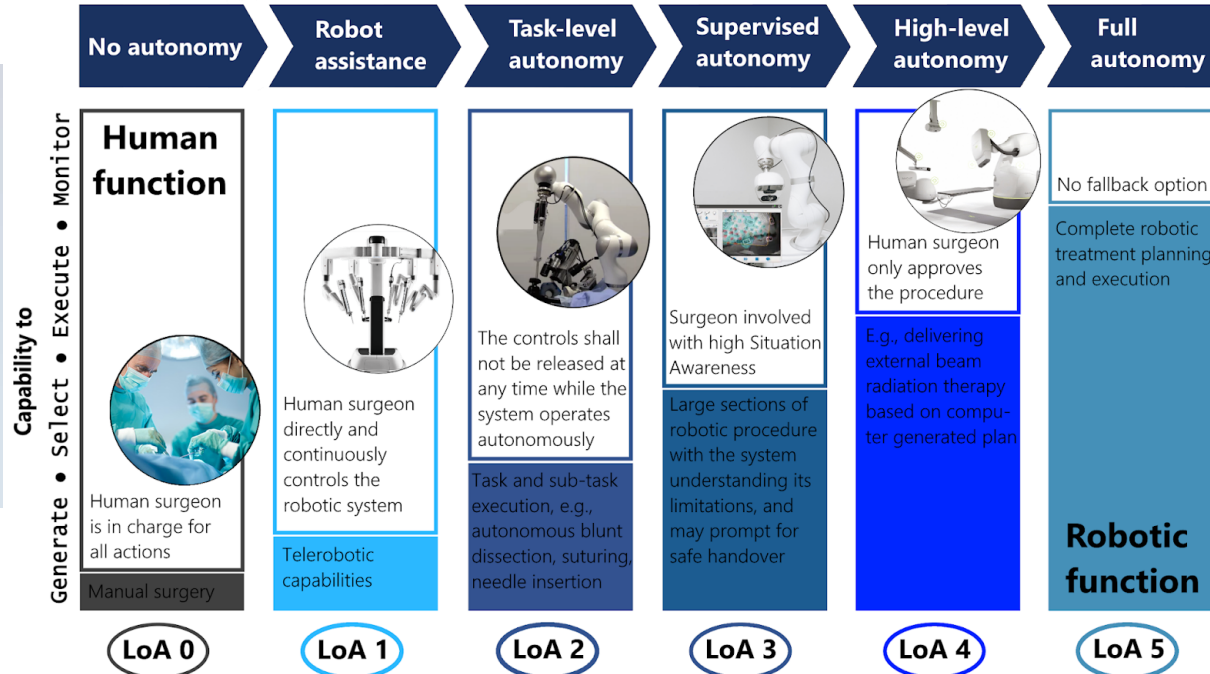 No autonomy
Robot
assistance
Task-level
autonomy
Supervised
autonomy
High-level
autonomy
Full
autonomy
Capability to
Generate • Select • Execute • Monitor
Human
function
Human surgeon
is in charge for
all actions
Manual surgery
LoA 0
Human surgeon
directly and
continuously
controls the
robotic system
Telerobotic
capabilities
LoA 1
The controls shall
not be released at
any time while the
system operates
autonomously
Task and sub-task
execution, e.g.,
autonomous blunt
dissection, suturing,
needle insertion
LoA 2
Surgeon involved
with high Situation
Awareness
Large sections of
robotic procedure
with the system
understanding its
limitations, and
may prompt for
safe handover
LoA 3
Human surgeon
only approves
the procedure
E.g., delivering
external beam
radiation therapy
based on compu-
ter generated plan
LoA 4
No fallback option
Complete robotic
treatment planning
and execution
Robotic
function
LoA 5